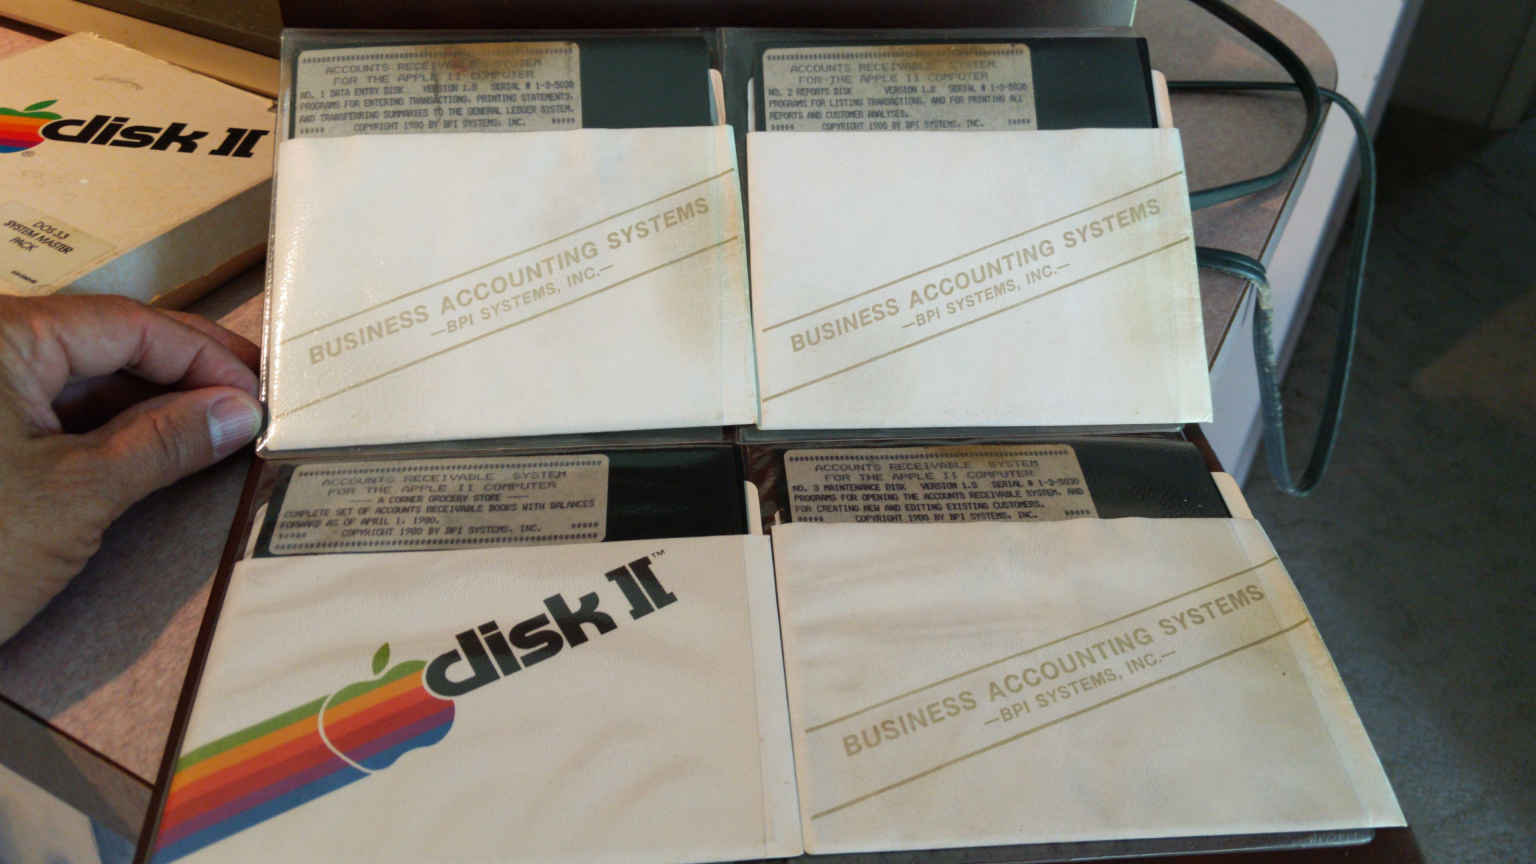 disk II
®
DOS 3.3
SYSTEM MASTER
PACK
ACCOUNTS RECEIVABLE SYSTEM
FOR THE APPLE II COMPUTER
NO. 1 DATA ENTRY DISK VERSION 1.0 SERIAL # 1-3-5030
PROGRAMS FOR ENTERING TRANSACTIONS, PRINTING STATEMENTS,
AND TRANSFERRING SUMMARIES TO THE GENERAL LEDGER SYSTEM.
***** COPYRIGHT 1980 BY BPI SYSTEMS, INC. *****
BUSINESS ACCOUNTING SYSTEMS
—BPI SYSTEMS, INC.—
ACCOUNTS RECEIVABLE SYSTEM
FOR THE APPLE II COMPUTER
NO. 2 REPORTS DISK VERSION 1.0 SERIAL # 1-3-5030
PROGRAMS FOR LISTING TRANSACTIONS, AND FOR PRINTING ALL
REPORTS AND CUSTOMER ANALYSES.
***** COPYRIGHT 1980 BY BPI SYSTEMS, INC. *****
BUSINESS ACCOUNTING SYSTEMS
—BPI SYSTEMS, INC.—
ACCOUNTS RECEIVABLE SYSTEM
FOR THE APPLE II COMPUTER
---- A CORNER GROCERY STORE ----
COMPLETE SET OF ACCOUNTS RECEIVABLE BOOKS WITH BALANCES
FORWARD AS OF APRIL 1, 1980.
***** COPYRIGHT 1980 BY BPI SYSTEMS, INC. *****
disk II™
ACCOUNTS RECEIVABLE SYSTEM
FOR THE APPLE II COMPUTER
NO. 3 MAINTENANCE DISK VERSION 1.0 SERIAL # 1-3-5030
PROGRAMS FOR OPENING THE ACCOUNTS RECEIVABLE SYSTEM, AND
FOR CREATING NEW AND EDITING EXISTING CUSTOMERS.
***** COPYRIGHT 1980 BY BPI SYSTEMS, INC. *****
BUSINESS ACCOUNTING SYSTEMS
—BPI SYSTEMS, INC.—